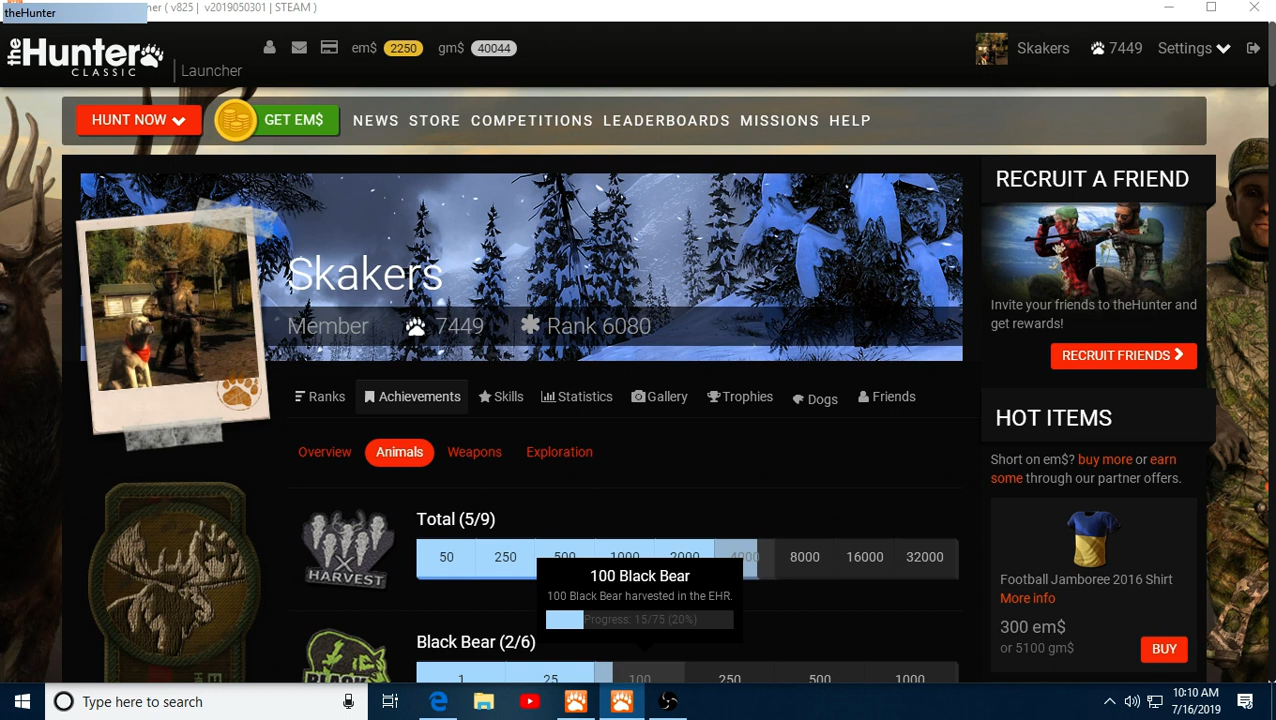 theHunter
her ( v825 | v2019050301 | STEAM )
theHunter
CLASSIC
Launcher
em$ 2250 gm$ 40044
Skakers 7449 Settings
HUNT NOW GET EM$ NEWS STORE COMPETITIONS LEADERBOARDS MISSIONS HELP
Skakers
Member 7449 Rank 6080
Ranks Achievements Skills Statistics Gallery Trophies Dogs Friends
Overview Animals Weapons Exploration
Total (5/9)
50 250 500 1000 2000 4000 8000 16000 32000
X
HARVEST
100 Black Bear
100 Black Bear harvested in the EHR.
Progress: 15/75 (20%)
Black Bear (2/6)
1 25 100 250 500 1000
RECRUIT A FRIEND
Invite your friends to theHunter and
get rewards!
RECRUIT FRIENDS
HOT ITEMS
Short on em$? buy more or earn
some through our partner offers.
Football Jamboree 2016 Shirt
More info
300 em$
or 5100 gm$
BUY
Type here to search
10:10 AM
7/16/2019